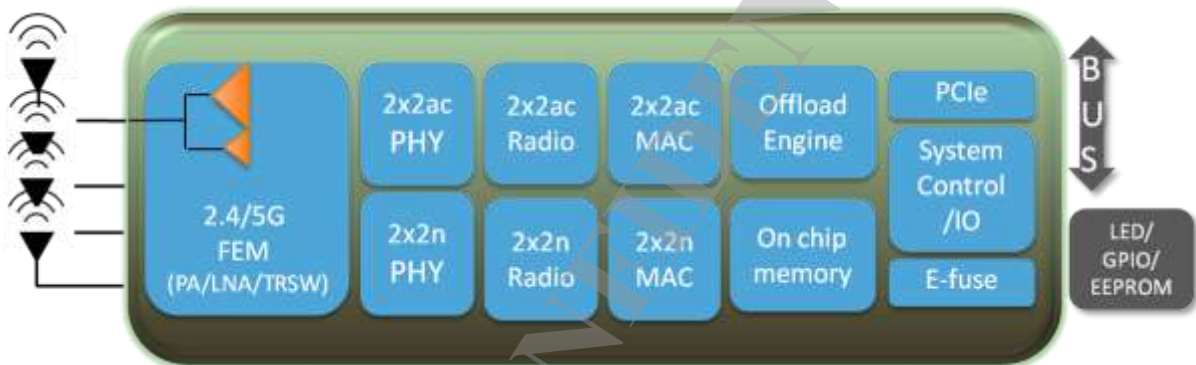 2x2ac
PHY
2x2ac
Radio
2x2ac
MAC
Offload
Engine
PCIe
System
Control
/IO
B
U
S
2.4/5G
FEM
(PA/LNA/TRSW)
2x2n
PHY
2x2n
Radio
2x2n
MAC
On chip
memory
E-fuse
LED/
GPIO/
EEPROM